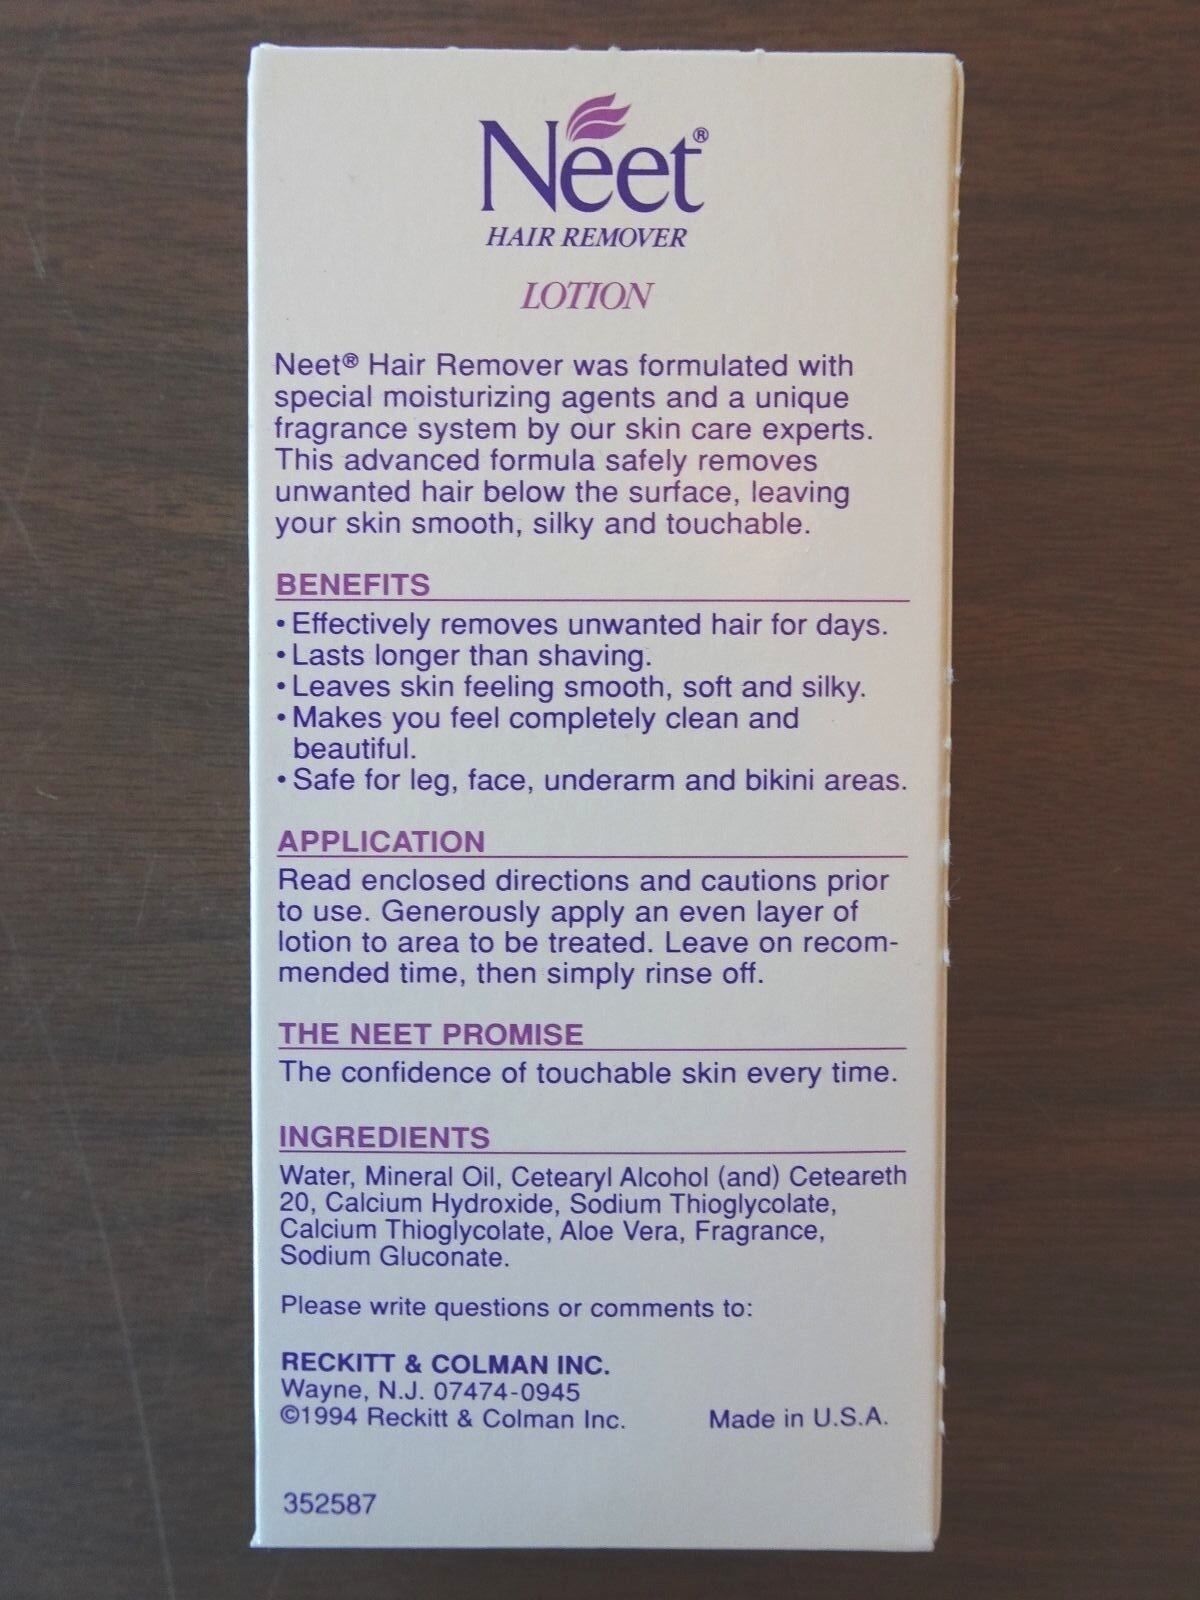 Neet®
HAIR REMOVER
LOTION
Neet® Hair Remover was formulated with
special moisturizing agents and a unique
fragrance system by our skin care experts.
This advanced formula safely removes
unwanted hair below the surface, leaving
your skin smooth, silky and touchable.
BENEFITS
• Effectively removes unwanted hair for days.
• Lasts longer than shaving.
• Leaves skin feeling smooth, soft and silky.
• Makes you feel completely clean and
beautiful.
• Safe for leg, face, underarm and bikini areas.
APPLICATION
Read enclosed directions and cautions prior
to use. Generously apply an even layer of
lotion to area to be treated. Leave on recom-
mended time, then simply rinse off.
THE NEET PROMISE
The confidence of touchable skin every time.
INGREDIENTS
Water, Mineral Oil, Cetearyl Alcohol (and) Ceteareth
20, Calcium Hydroxide, Sodium Thioglycolate,
Calcium Thioglycolate, Aloe Vera, Fragrance,
Sodium Gluconate.
Please write questions or comments to:
RECKITT & COLMAN INC.
Wayne, N.J. 07474-0945
©1994 Reckitt & Colman Inc. Made in U.S.A.
352587